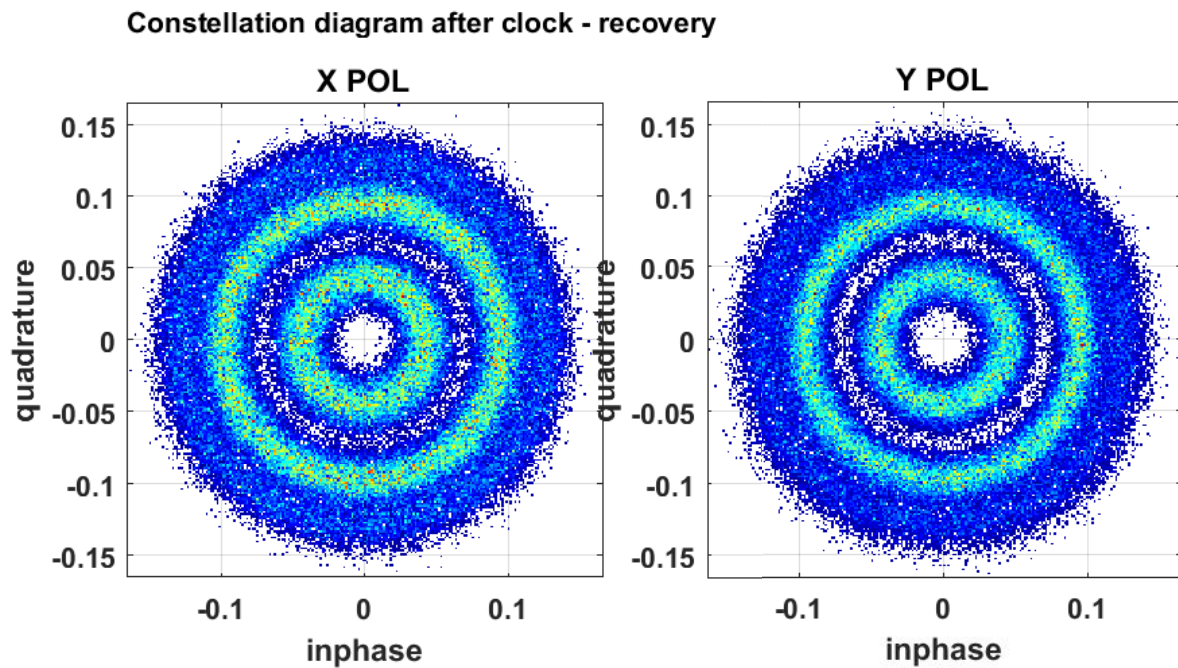 Constellation diagram after clock - recovery
X POL
0.15
0.1
0.05
0
-0.05
-0.1
-0.15
quadrature
-0.1 0 0.1
inphase
Y POL
0.15
0.1
0.05
0
-0.05
-0.1
-0.15
quadrature
-0.1 0 0.1
inphase